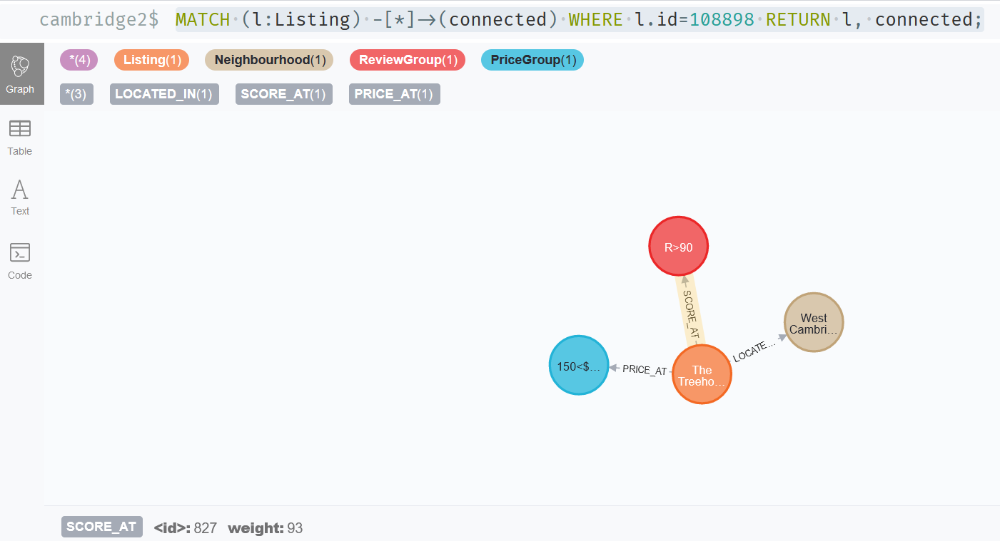 cambridge2$ MATCH (l:Listing) -[*]->(connected) WHERE l.id=108898 RETURN l, connected;
*(4) Listing(1) Neighbourhood(1) ReviewGroup(1) PriceGroup(1)
*(3) LOCATED_IN(1) SCORE_AT(1) PRICE_AT(1)
Graph
Table
Text
Code
R>90
SCORE_AT
West
Cambri...
LOCATE...
150<$...
PRICE_AT
The
Treeho...
SCORE_AT <id>: 827 weight: 93